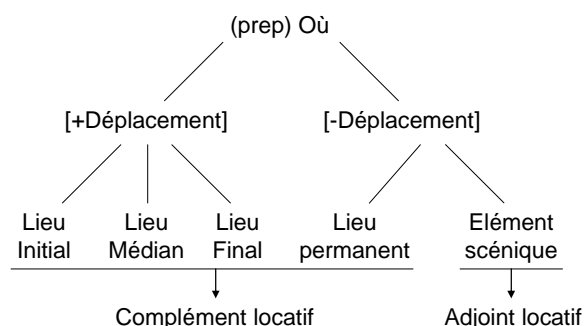 (prep) Où
[+Déplacement] [-Déplacement]
Lieu Lieu Lieu Lieu Elément
Initial Médian Final permanent scénique
Complément locatif Adjoint locatif